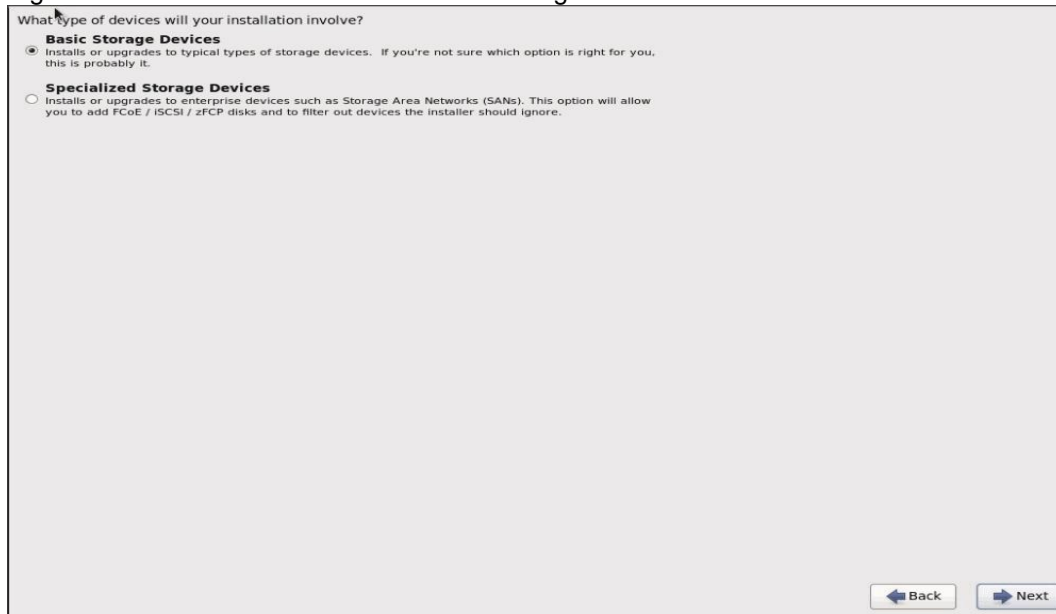 What type of devices will your installation involve?
Basic Storage Devices
Installs or upgrades to typical types of storage devices.  If you're not sure which option is right for you,
this is probably it.
Specialized Storage Devices
Installs or upgrades to enterprise devices such as Storage Area Networks (SANs). This option will allow
you to add FCoE / iSCSI / zFCP disks and to filter out devices the installer should ignore.
Back
Next